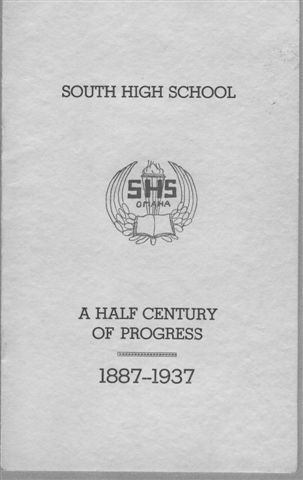 SOUTH HIGH SCHOOL
SHS
OMAHA
A HALF CENTURY
OF PROGRESS
1887-1937